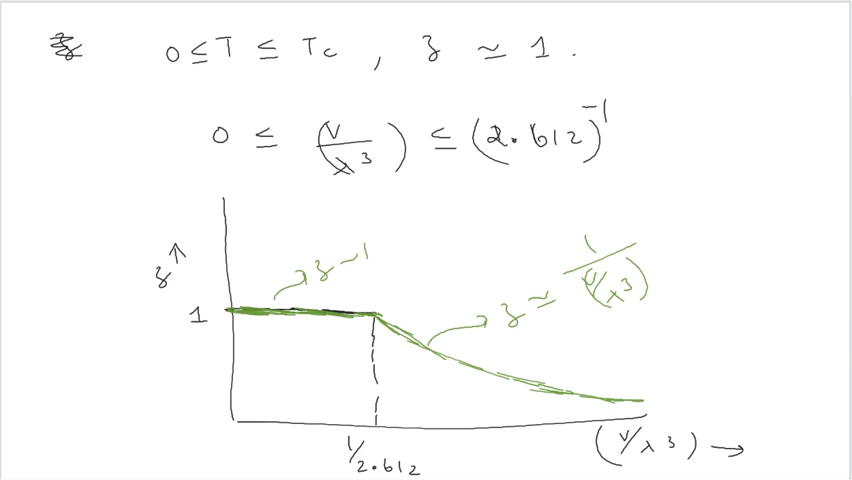 0 ≤ T ≤ Tc , z ≃ 1 .
0 ≤ (v/λ³) ≤ (2.612)⁻¹
z ↑
z ~ 1
z ≃ 1/(v/λ³)
1
1/2.612
(v/λ³) →